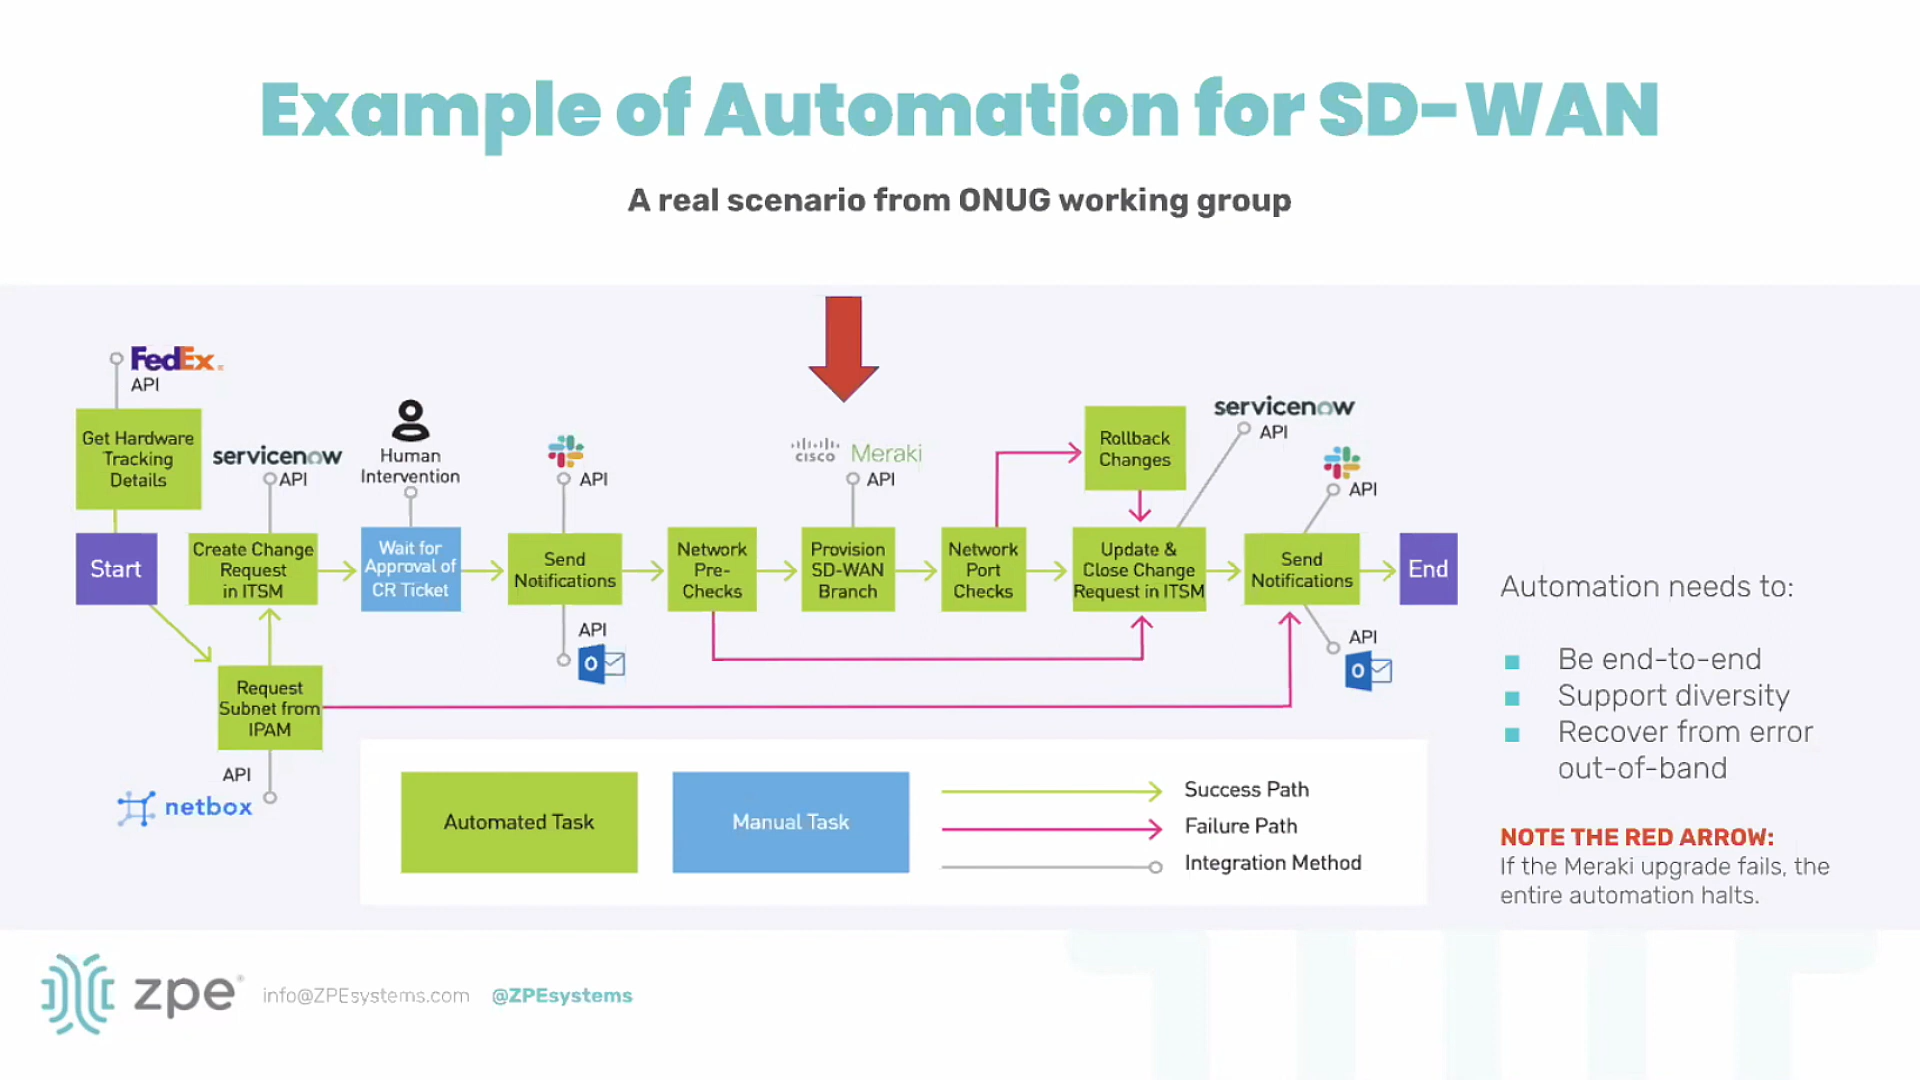 Example of Automation for SD-WAN
A real scenario from ONUG working group
FedEx
API
Get Hardware
Tracking
Details
Start
servicenow
API
Create Change
Request
in ITSM
Request
Subnet from
IPAM
API
netbox
Human
Intervention
Wait for
Approval of
CR Ticket
API
Send
Notifications
API
Network
Pre-
Checks
CISCO Meraki
API
Provision
SD-WAN
Branch
Network
Port
Checks
Rollback
Changes
servicenow
API
Update &
Close Change
Request in ITSM
API
Send
Notifications
API
End
Automated Task
Manual Task
Success Path
Failure Path
Integration Method
Automation needs to:
Be end-to-end
Support diversity
Recover from error
out-of-band
NOTE THE RED ARROW:
If the Meraki upgrade fails, the
entire automation halts.
zpe
info@ZPEsystems.com @ZPEsystems